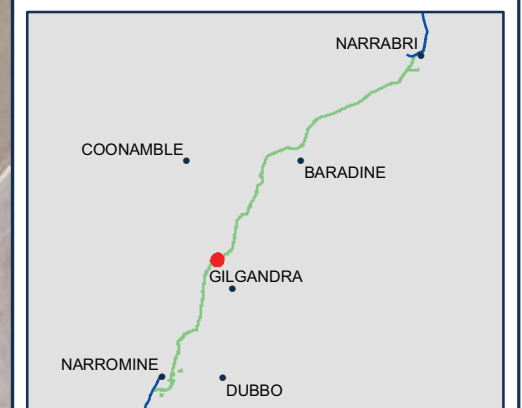 NARRABRI
COONAMBLE
BARADINE
GILGANDRA
NARROMINE
DUBBO